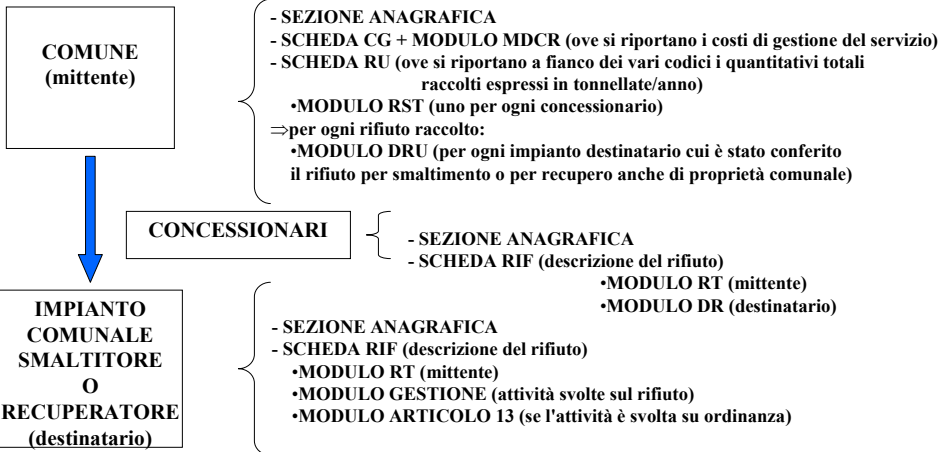 COMUNE
(mittente)
- SEZIONE ANAGRAFICA
- SCHEDA CG + MODULO MDCR (ove si riportano i costi di gestione del servizio)
- SCHEDA RU (ove si riportano a fianco dei vari codici i quantitativi totali
raccolti espressi in tonnellate/anno)
•MODULO RST (uno per ogni concessionario)
⇒per ogni rifiuto raccolto:
•MODULO DRU (per ogni impianto destinatario cui è stato conferito
il rifiuto per smaltimento o per recupero anche di proprietà comunale)
CONCESSIONARI
- SEZIONE ANAGRAFICA
- SCHEDA RIF (descrizione del rifiuto)
•MODULO RT (mittente)
•MODULO DR (destinatario)
IMPIANTO
COMUNALE
SMALTITORE
O
RECUPERATORE
(destinatario)
- SEZIONE ANAGRAFICA
- SCHEDA RIF (descrizione del rifiuto)
•MODULO RT (mittente)
•MODULO GESTIONE (attività svolte sul rifiuto)
•MODULO ARTICOLO 13 (se l'attività è svolta su ordinanza)